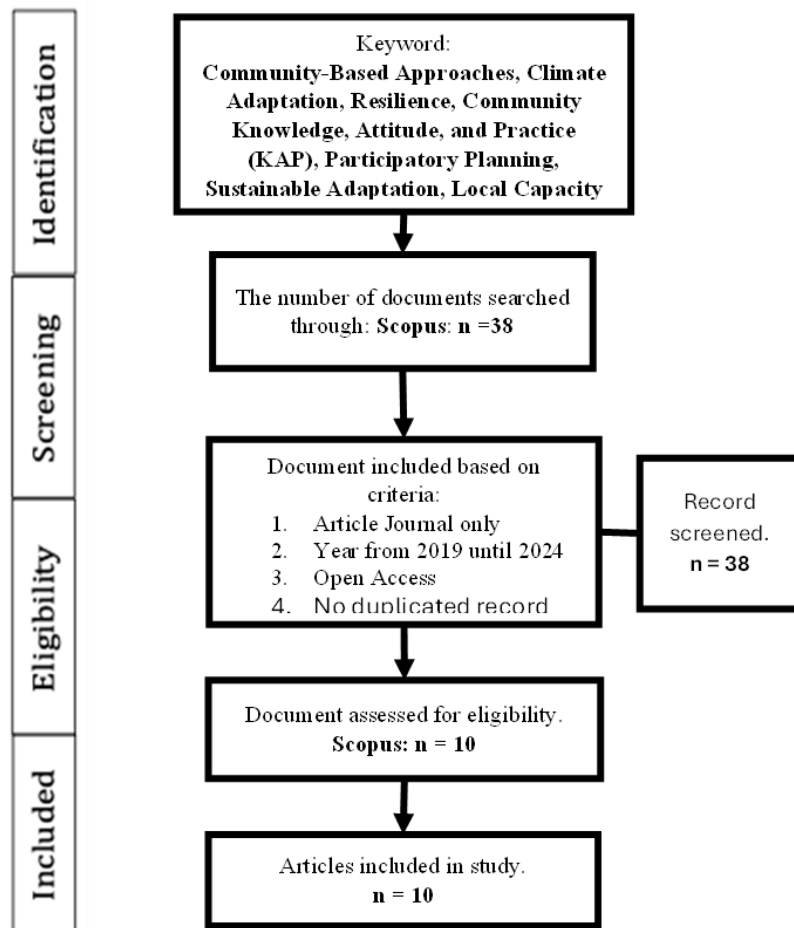 Identification
Keyword:
Community-Based Approaches, Climate
Adaptation, Resilience, Community
Knowledge, Attitude, and Practice
(KAP), Participatory Planning,
Sustainable Adaptation, Local Capacity
Screening
The number of documents searched
through: Scopus: n =38
Eligibility
Document included based on
criteria:
1. Article Journal only
2. Year from 2019 until 2024
3. Open Access
4. No duplicated record
Record
screened.
n = 38
Document assessed for eligibility.
Scopus: n = 10
Included
Articles included in study.
n = 10